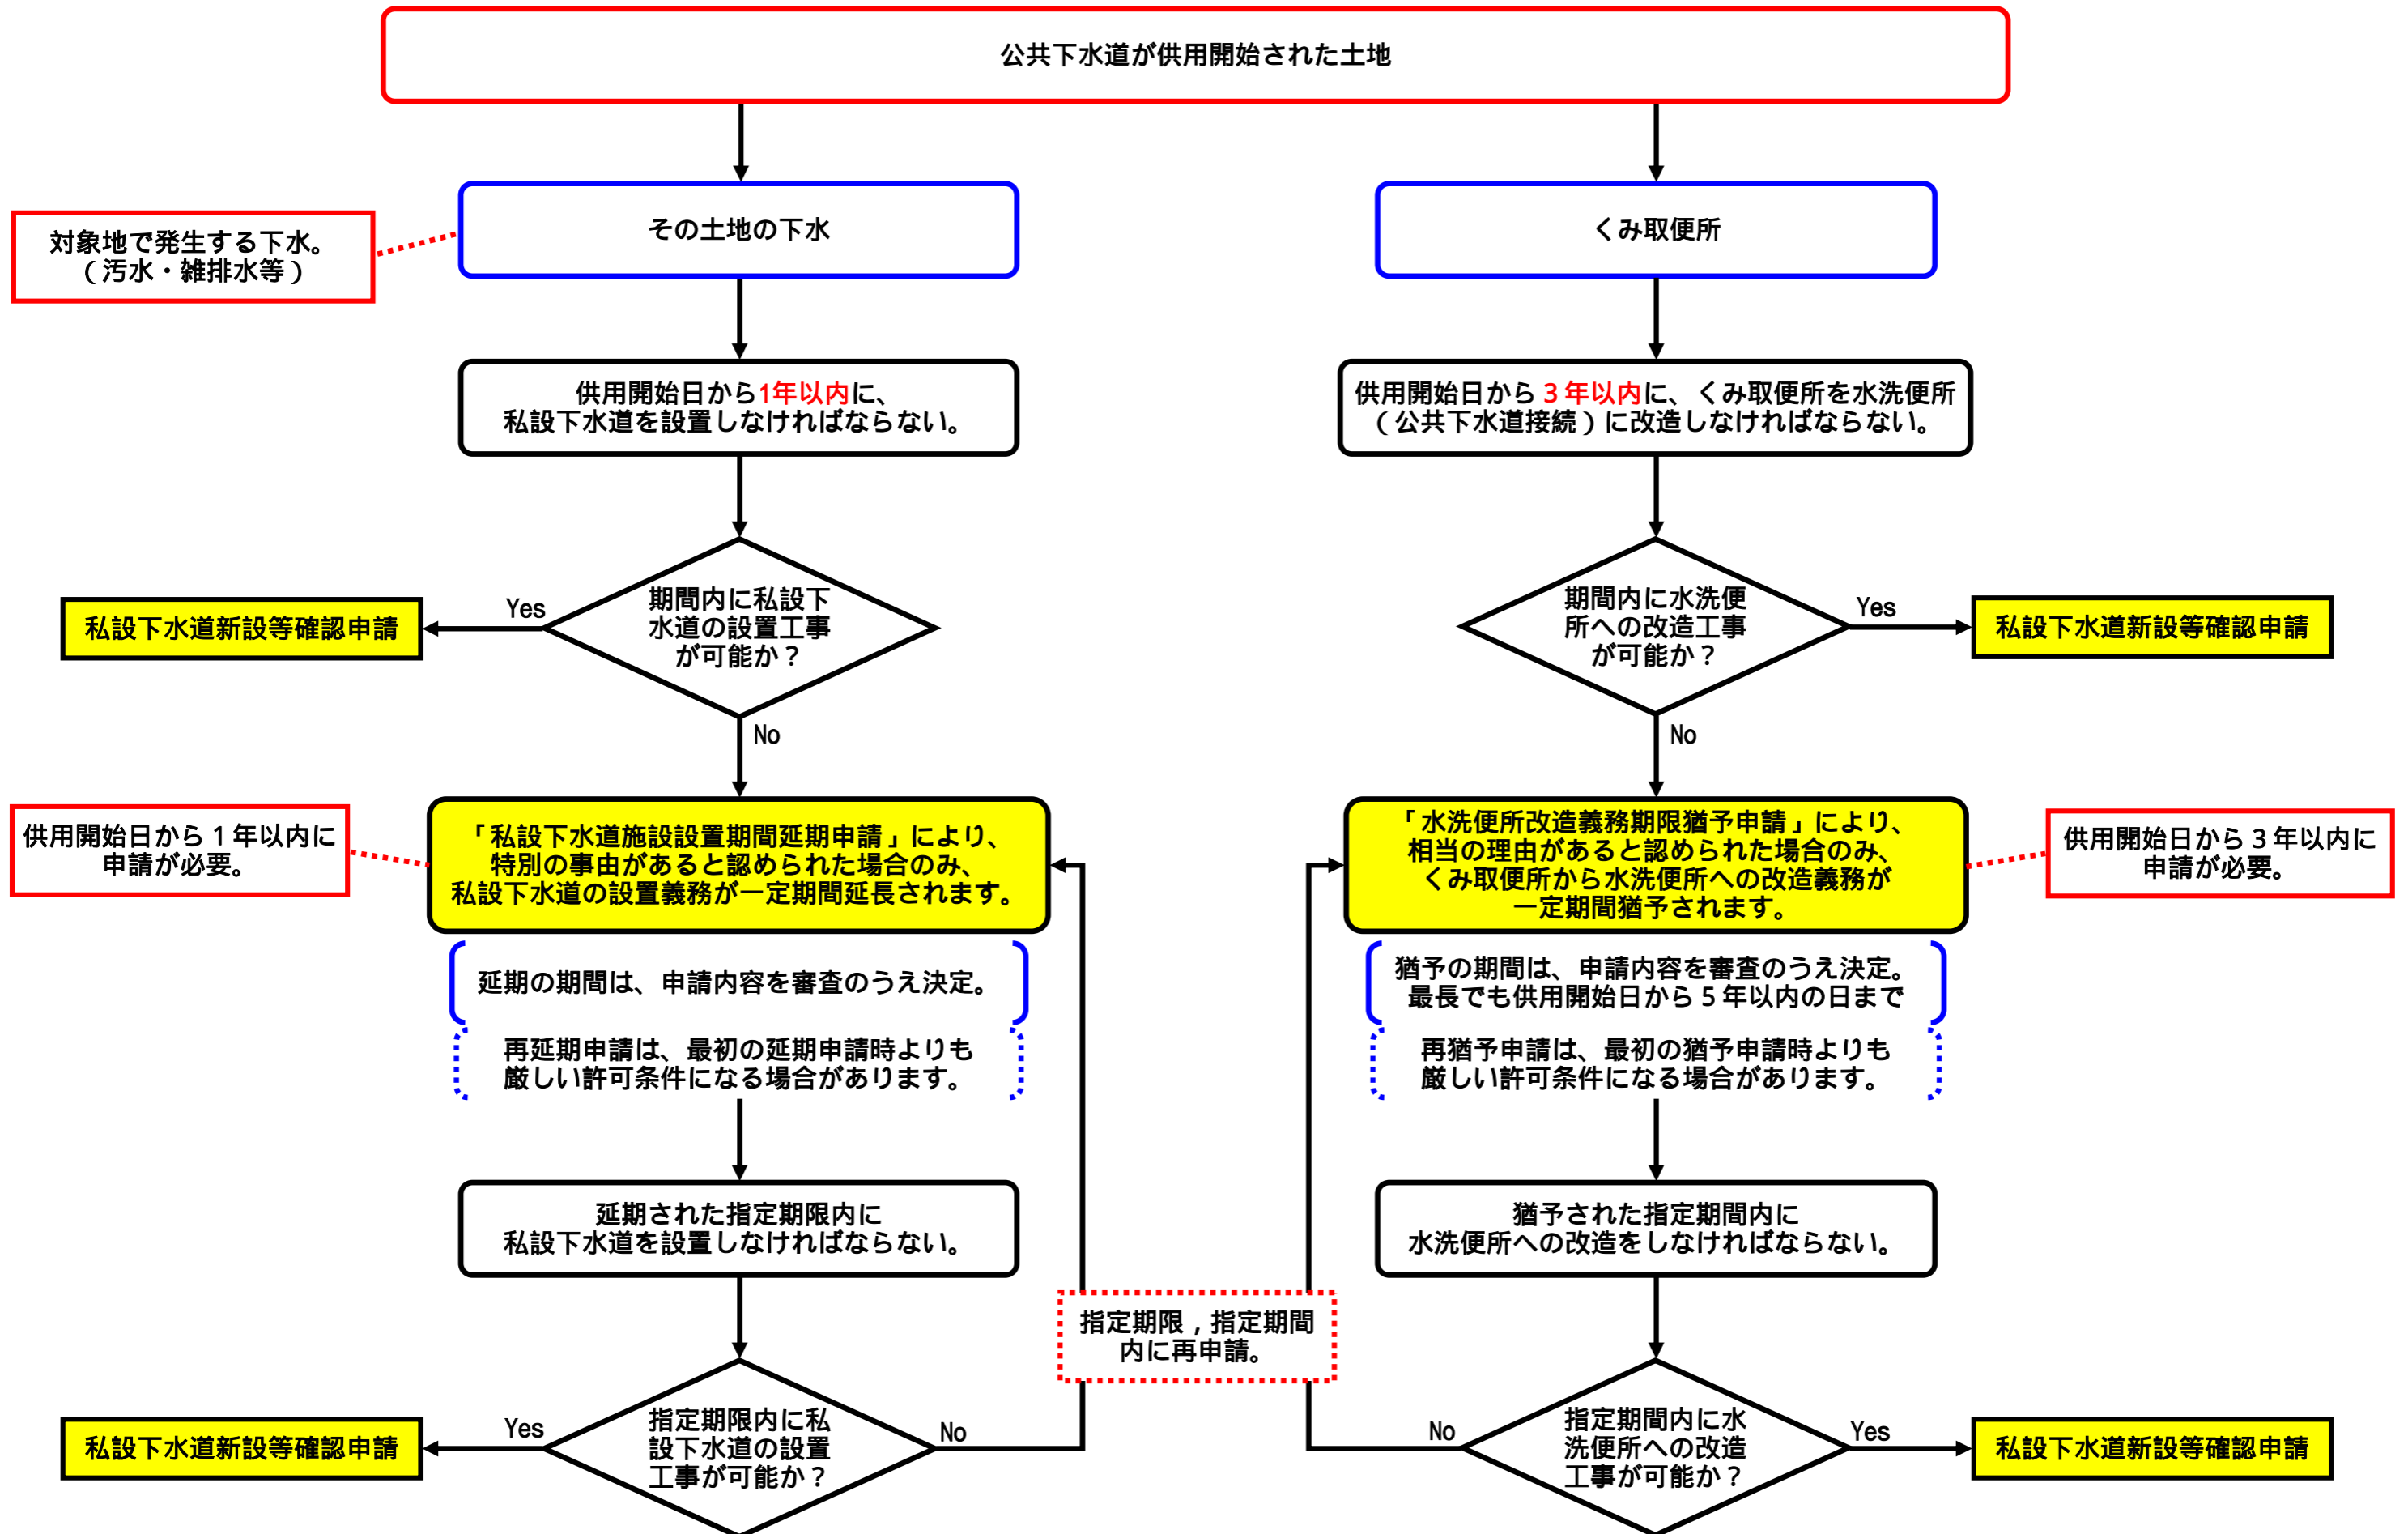 公共下水道が供用開始された土地
対象地で発生する下水。
（汚水・雑排水等）
その土地の下水
くみ取便所
供用開始日から1年以内に、
私設下水道を設置しなければならない。
供用開始日から３年以内に、くみ取便所を水洗便所
（公共下水道接続）に改造しなければならない。
私設下水道新設等確認申請
Yes
期間内に私設下
水道の設置工事
が可能か？
No
期間内に水洗便
所への改造工事
が可能か？
Yes
私設下水道新設等確認申請
No
供用開始日から１年以内に
申請が必要。
「私設下水道施設設置期間延期申請」により、
特別の事由があると認められた場合のみ、
私設下水道の設置義務が一定期間延長されます。
「水洗便所改造義務期限猶予申請」により、
相当の理由があると認められた場合のみ、
くみ取便所から水洗便所への改造義務が
一定期間猶予されます。
供用開始日から３年以内に
申請が必要。
延期の期間は、申請内容を審査のうえ決定。
再延期申請は、最初の延期申請時よりも
厳しい許可条件になる場合があります。
猶予の期間は、申請内容を審査のうえ決定。
最長でも供用開始日から５年以内の日まで
再猶予申請は、最初の猶予申請時よりも
厳しい許可条件になる場合があります。
延期された指定期限内に
私設下水道を設置しなければならない。
猶予された指定期間内に
水洗便所への改造をしなければならない。
指定期限，指定期間
内に再申請。
私設下水道新設等確認申請
Yes
指定期限内に私
設下水道の設置
工事が可能か？
No
No
指定期間内に水
洗便所への改造
工事が可能か？
Yes
私設下水道新設等確認申請